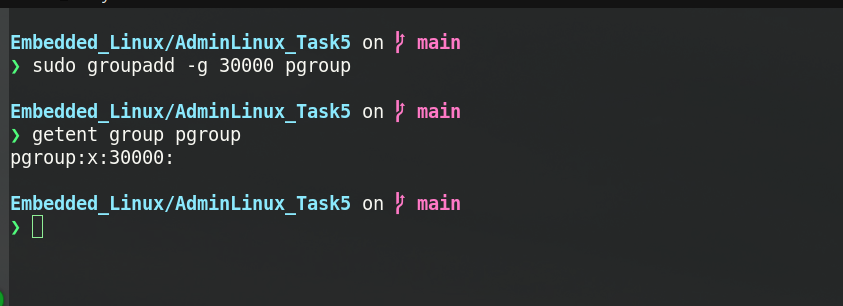 Embedded_Linux/AdminLinux_Task5 on main
❯ sudo groupadd -g 30000 pgroup
Embedded_Linux/AdminLinux_Task5 on main
❯ getent group pgroup
pgroup:x:30000:
Embedded_Linux/AdminLinux_Task5 on main
❯